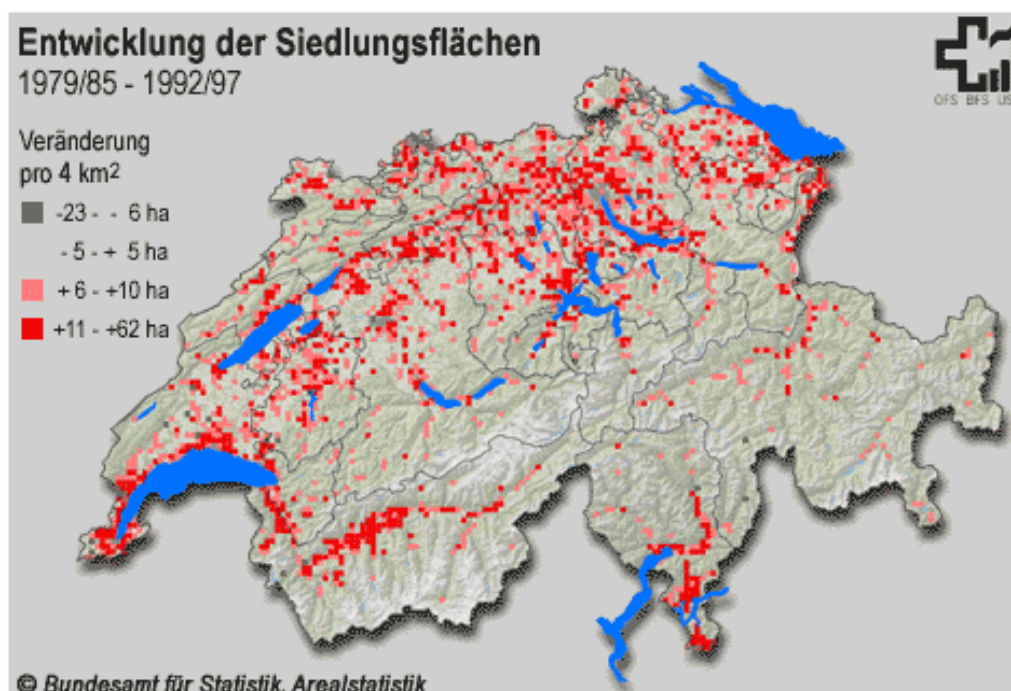 Entwicklung der Siedlungsflächen
1979/85 - 1992/97
OFS BFS US
Veränderung
pro 4 km²
-23 - - 6 ha
- 5 - + 5 ha
+ 6 - +10 ha
+11 - +62 ha
© Bundesamt für Statistik, Arealstatistik